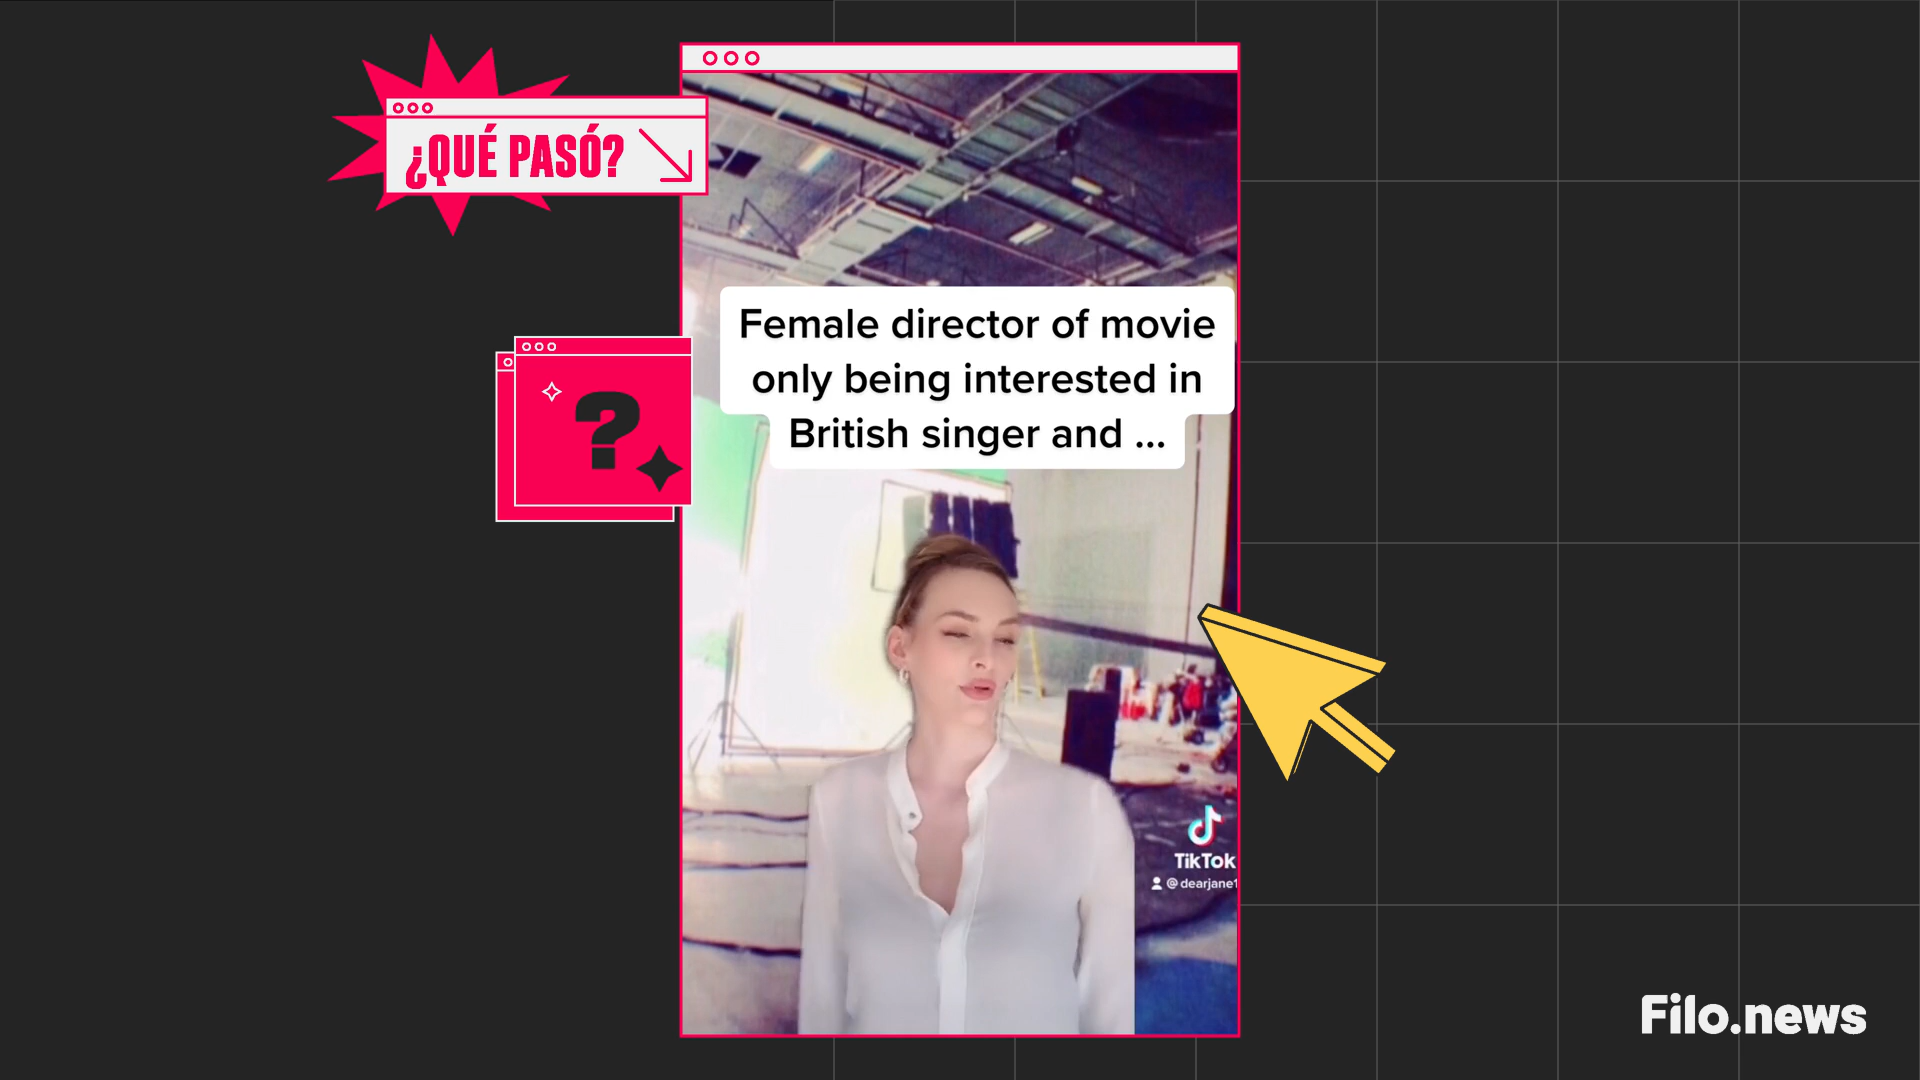 ¿QUÉ PASÓ?
Female director of movie
only being interested in
British singer and ...
?
TikTok
@dearjane1
Filo.news